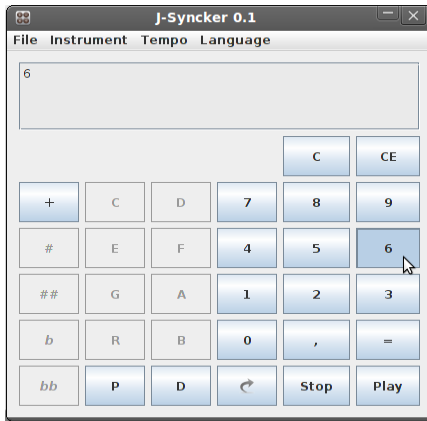 J-Syncker 0.1
File Instrument Tempo Language
6
C CE
+ C D 7 8 9
# E F 4 5 6
## G A 1 2 3
b R B 0 , =
bb P D Stop Play